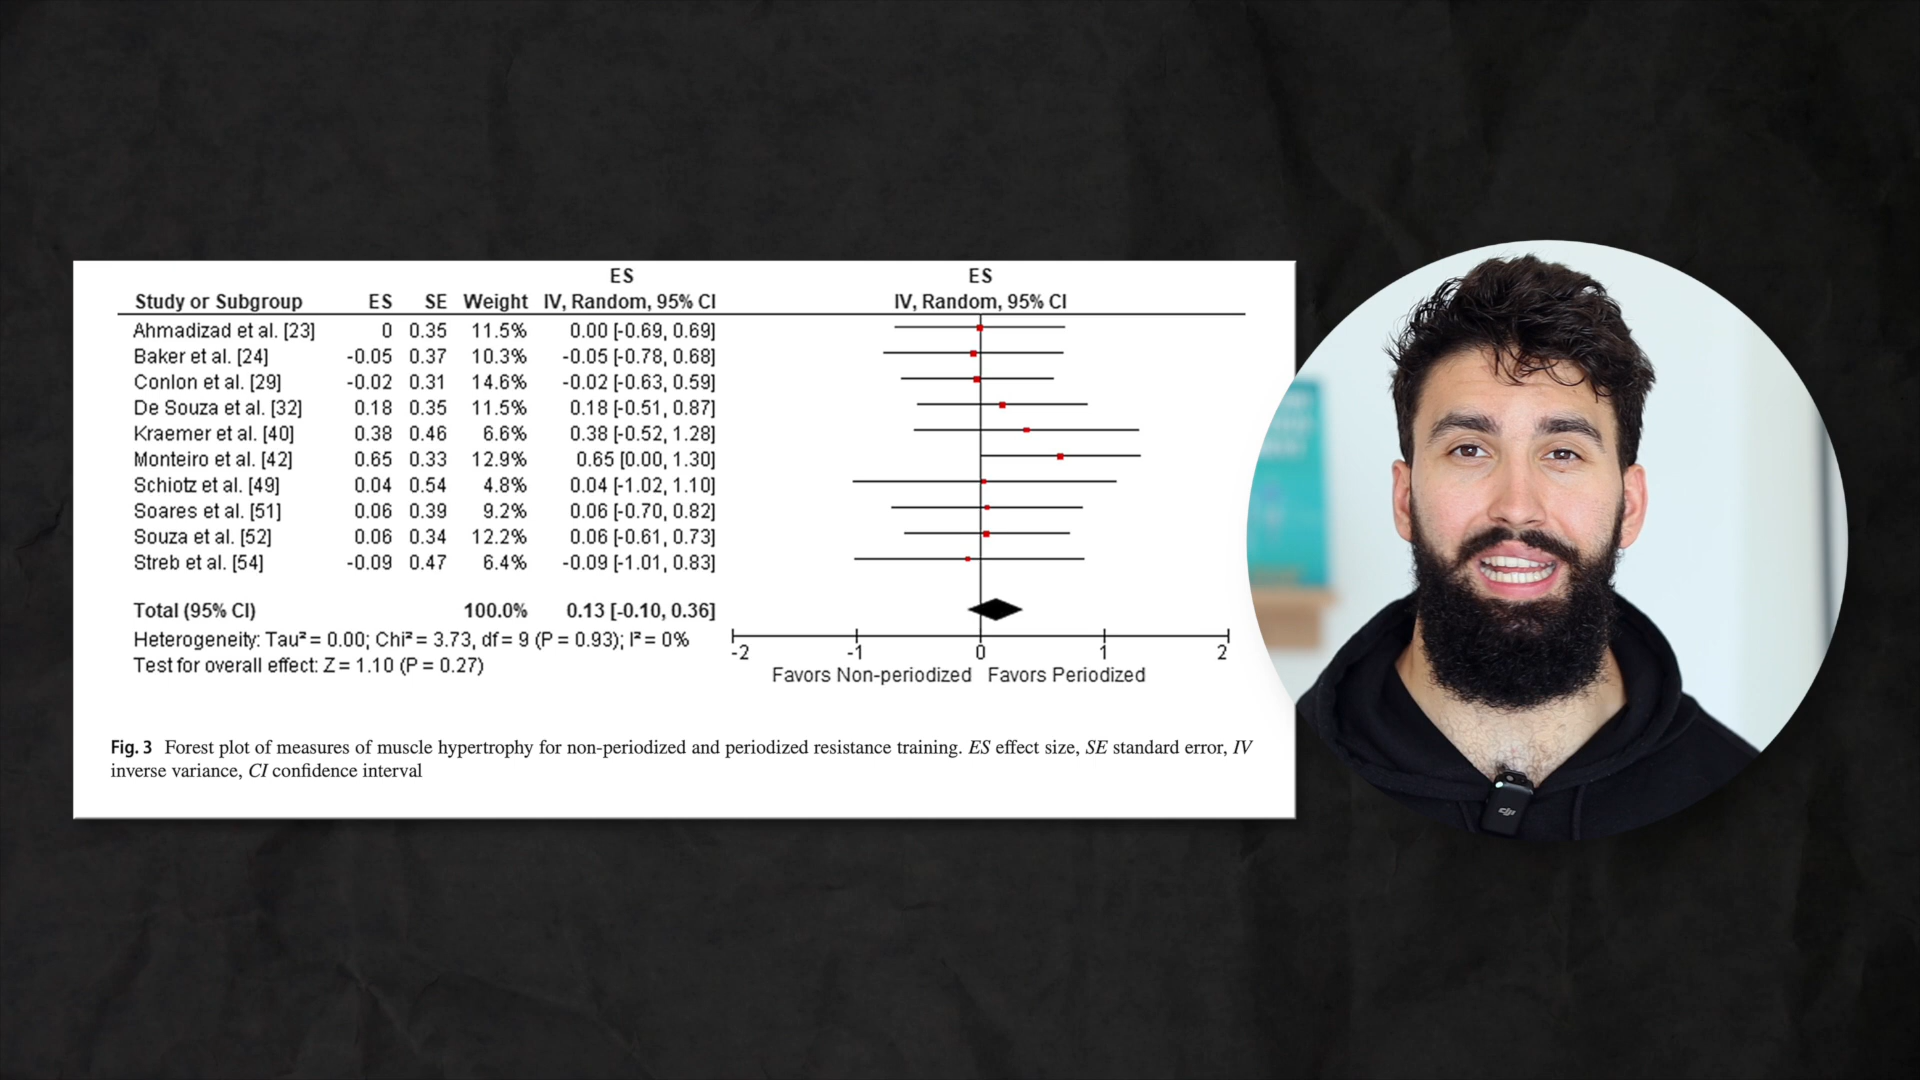 ES ES
Study or Subgroup ES SE Weight IV, Random, 95% CI IV, Random, 95% CI
Ahmadizad et al. [23] 0 0.35 11.5% 0.00 [-0.69, 0.69]
Baker et al. [24] -0.05 0.37 10.3% -0.05 [-0.78, 0.68]
Conlon et al. [29] -0.02 0.31 14.6% -0.02 [-0.63, 0.59]
De Souza et al. [32] 0.18 0.35 11.5% 0.18 [-0.51, 0.87]
Kraemer et al. [40] 0.38 0.46 6.6% 0.38 [-0.52, 1.28]
Monteiro et al. [42] 0.65 0.33 12.9% 0.65 [0.00, 1.30]
Schiotz et al. [49] 0.04 0.54 4.8% 0.04 [-1.02, 1.10]
Soares et al. [51] 0.06 0.39 9.2% 0.06 [-0.70, 0.82]
Souza et al. [52] 0.06 0.34 12.2% 0.06 [-0.61, 0.73]
Streb et al. [54] -0.09 0.47 6.4% -0.09 [-1.01, 0.83]
Total (95% CI) 100.0% 0.13 [-0.10, 0.36]
Heterogeneity: Tau² = 0.00; Chi² = 3.73, df = 9 (P = 0.93); I² = 0%
Test for overall effect: Z = 1.10 (P = 0.27)
-2 -1 0 1 2
Favors Non-periodized Favors Periodized
Fig. 3 Forest plot of measures of muscle hypertrophy for non-periodized and periodized resistance training. ES effect size, SE standard error, IV
inverse variance, CI confidence interval
dji